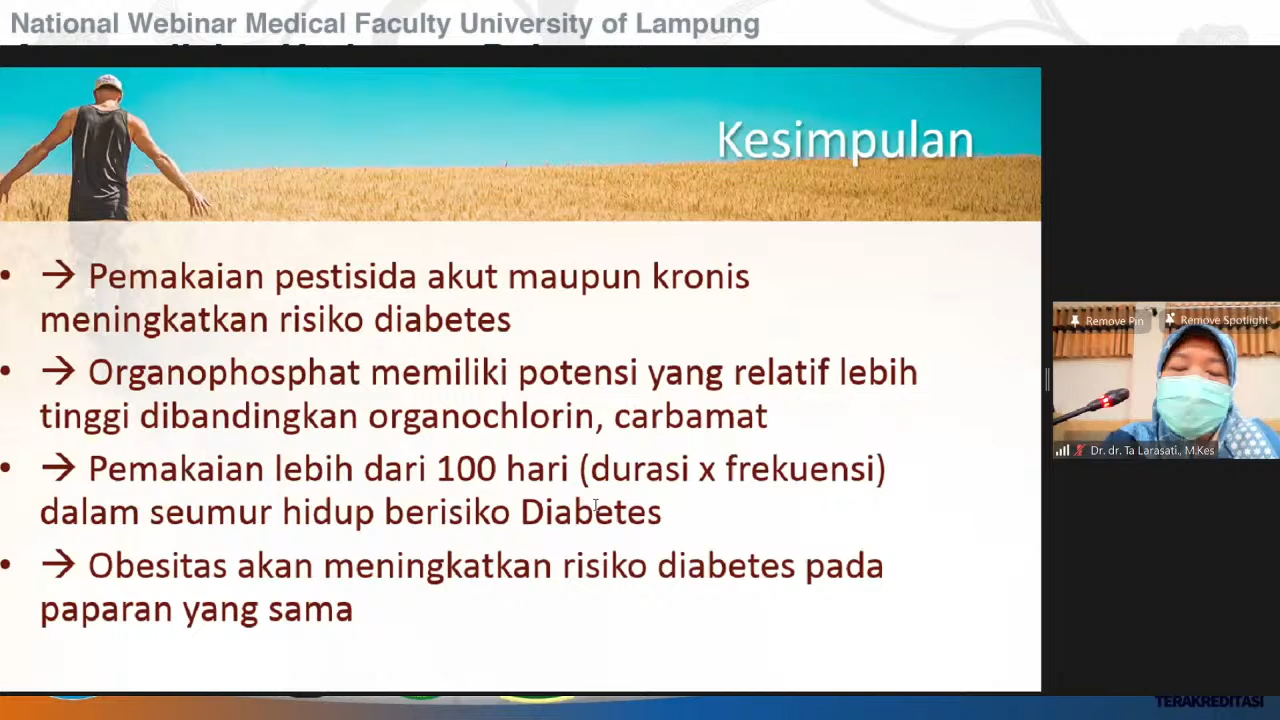 National Webinar Medical Faculty University of Lampung
Kesimpulan
• → Pemakaian pestisida akut maupun kronis
meningkatkan risiko diabetes
• → Organophosphat memiliki potensi yang relatif lebih
tinggi dibandingkan organochlorin, carbamat
• → Pemakaian lebih dari 100 hari (durasi x frekuensi)
dalam seumur hidup berisiko Diabetes
• → Obesitas akan meningkatkan risiko diabetes pada
paparan yang sama
Remove Pin
Remove Spotlight
Dr. dr. Ta Larasati., M.Kes
TERAKREDITASI